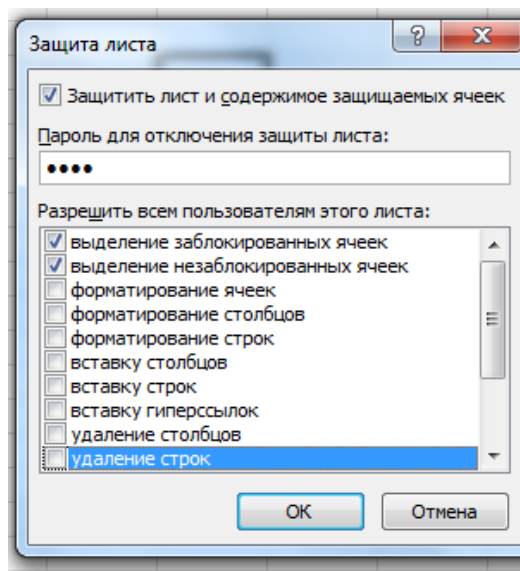 Защита листа
Защитить лист и содержимое защищаемых ячеек
Пароль для отключения защиты листа:
••••
Разрешить всем пользователям этого листа:
выделение заблокированных ячеек
выделение незаблокированных ячеек
форматирование ячеек
форматирование столбцов
форматирование строк
вставку столбцов
вставку строк
вставку гиперссылок
удаление столбцов
удаление строк
ОК Отмена